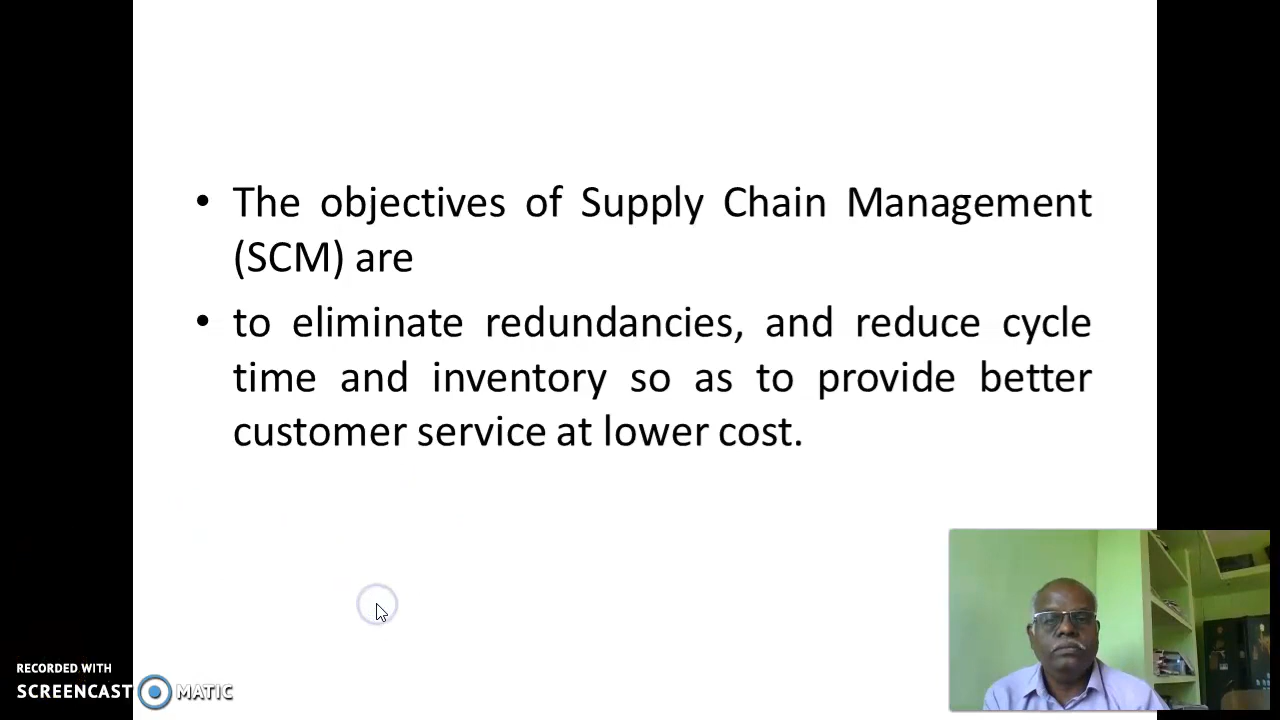 • The objectives of Supply Chain Management
(SCM) are
• to eliminate redundancies, and reduce cycle
time and inventory so as to provide better
customer service at lower cost.
RECORDED WITH
SCREENCAST MATIC